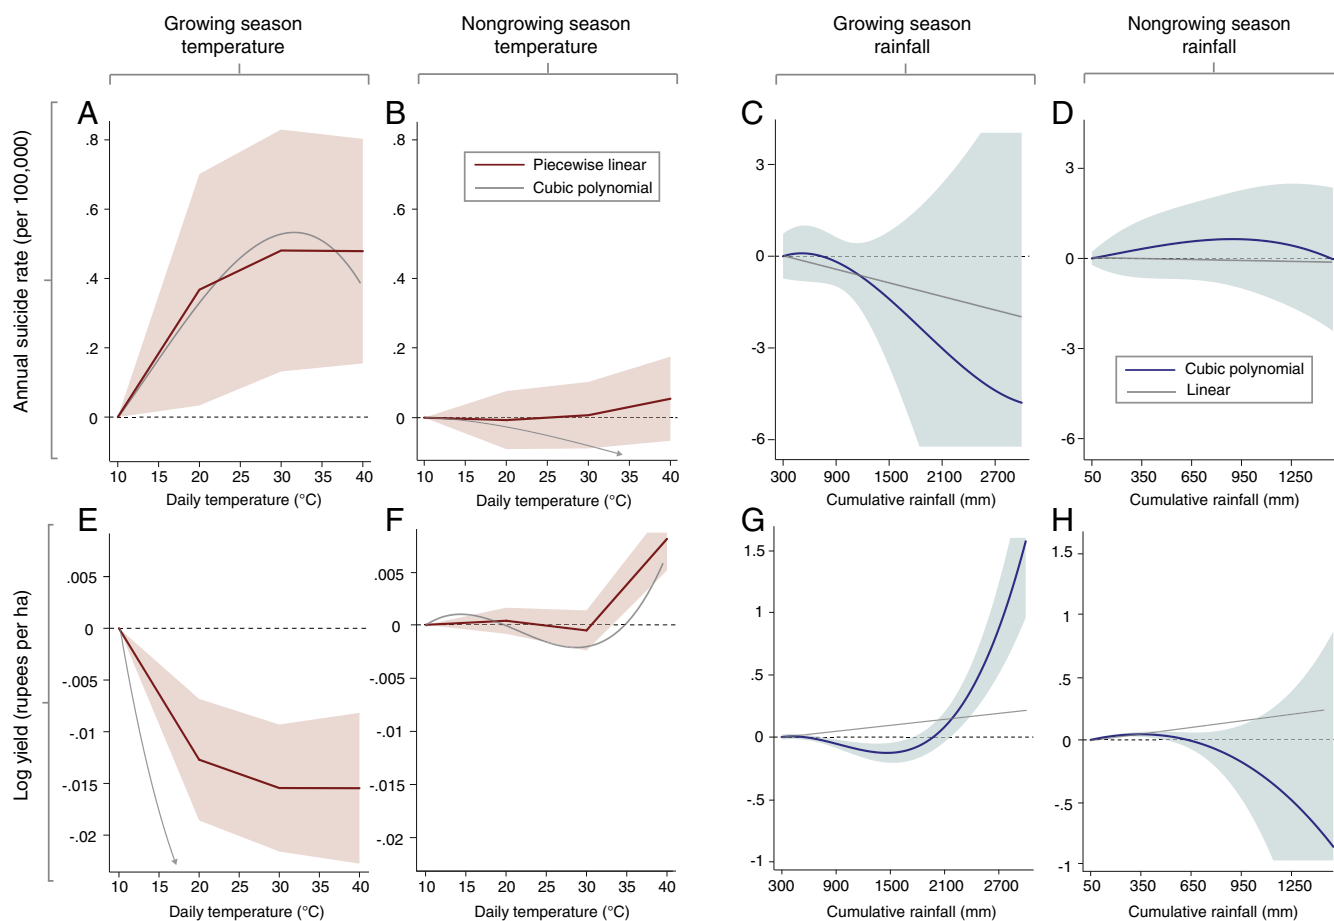 Growing season
temperature
Nongrowing season
temperature
Growing season
rainfall
Nongrowing season
rainfall
Annual suicide rate (per 100,000)
A
.8
.6
.4
.2
0
10 15 20 25 30 35 40
Daily temperature (°C)
B
.8
.6
.4
.2
0
Piecewise linear
Cubic polynomial
10 15 20 25 30 35 40
Daily temperature (°C)
C
3
0
-3
-6
300 900 1500 2100 2700
Cumulative rainfall (mm)
D
3
0
-3
-6
Cubic polynomial
Linear
50 350 650 950 1250
Cumulative rainfall (mm)
Log yield (rupees per ha)
E
.005
0
-.005
-.01
-.015
-.02
10 15 20 25 30 35 40
Daily temperature (°C)
F
.005
0
-.005
-.01
-.015
-.02
10 15 20 25 30 35 40
Daily temperature (°C)
G
1.5
1
.5
0
-.5
-1
300 900 1500 2100 2700
Cumulative rainfall (mm)
H
1.5
1
.5
0
-.5
-1
50 350 650 950 1250
Cumulative rainfall (mm)